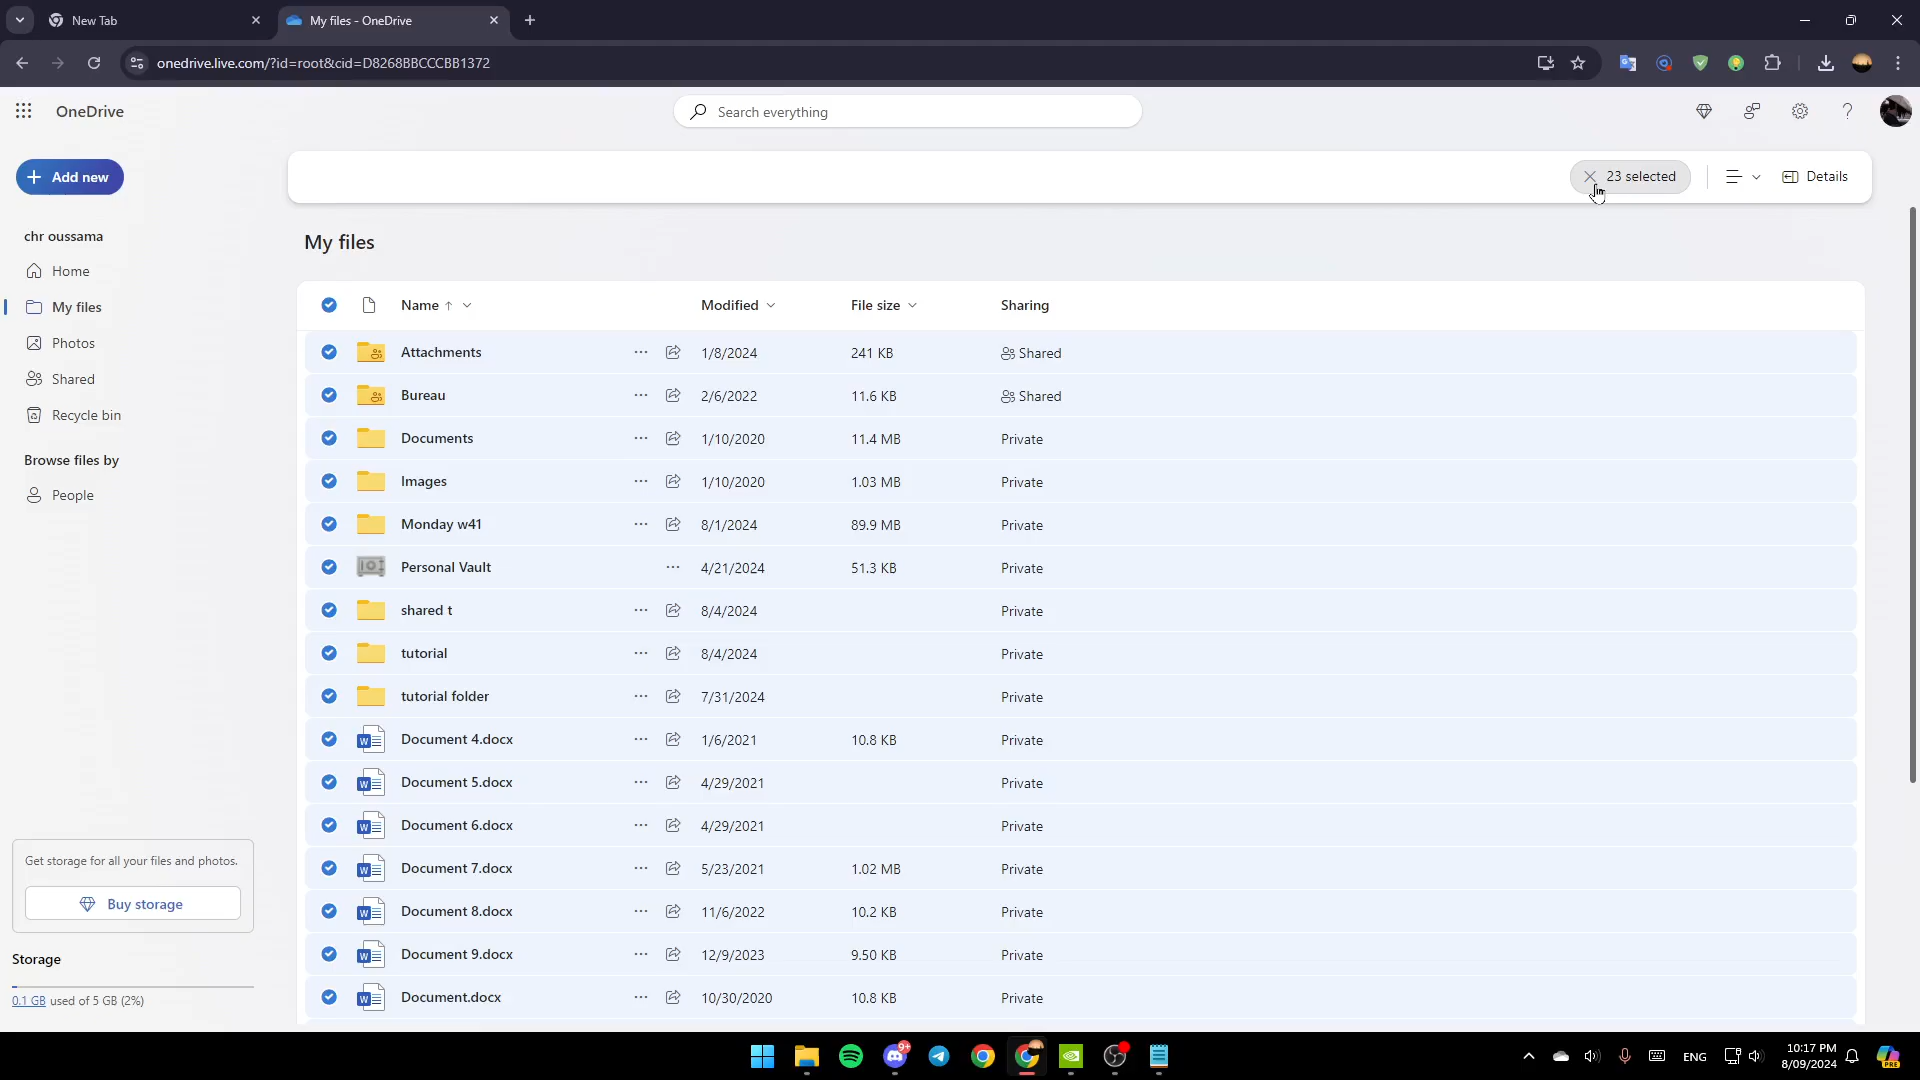 New Tab
My files - OneDrive
onedrive.live.com/?id=root&cid=D8268BBCCCBB1372
OneDrive
Search everything
Add new
23 selected
Details
chr oussama
Home
My files
Photos
Shared
Recycle bin
Browse files by
People
Get storage for all your files and photos.
Buy storage
Storage
0.1 GB used of 5 GB (2%)
My files
Name Modified File size Sharing
Attachments 1/8/2024 241 KB Shared
Bureau 2/6/2022 11.6 KB Shared
Documents 1/10/2020 11.4 MB Private
Images 1/10/2020 1.03 MB Private
Monday w41 8/1/2024 89.9 MB Private
Personal Vault 4/21/2024 51.3 KB Private
shared t 8/4/2024 Private
tutorial 8/4/2024 Private
tutorial folder 7/31/2024 Private
Document 4.docx 1/6/2021 10.8 KB Private
Document 5.docx 4/29/2021 Private
Document 6.docx 4/29/2021 Private
Document 7.docx 5/23/2021 1.02 MB Private
Document 8.docx 11/6/2022 10.2 KB Private
Document 9.docx 12/9/2023 9.50 KB Private
Document.docx 10/30/2020 10.8 KB Private
9+
ENG
10:17 PM
8/09/2024
PRE